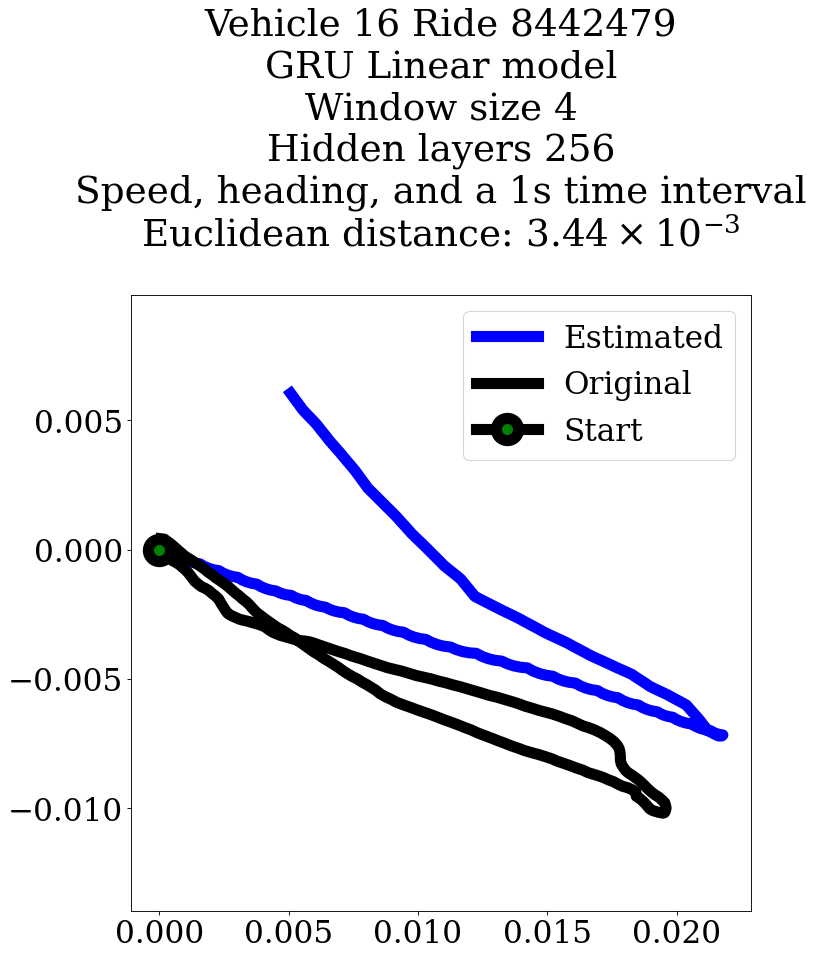 Vehicle 16 Ride 8442479
GRU Linear model
Window size 4
Hidden layers 256
Speed, heading, and a 1s time interval
Euclidean distance: 3.44 × 10⁻³
Estimated
Original
Start
0.005
0.000
−0.005
−0.010
0.000 0.005 0.010 0.015 0.020